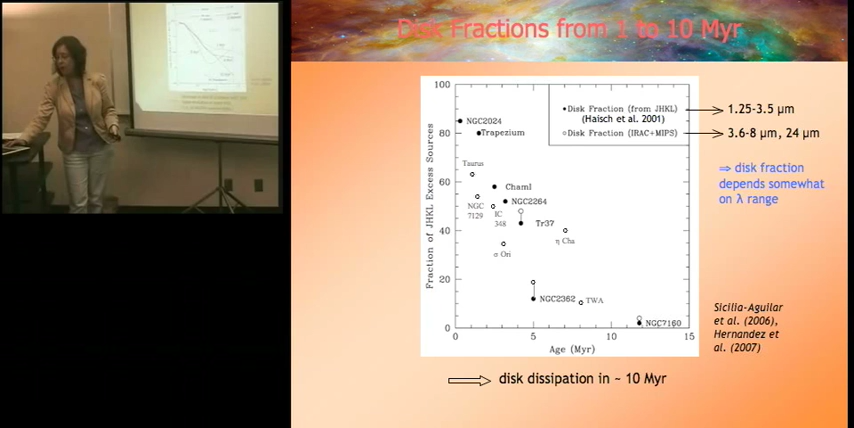 Disk Fractions from 1 to 10 Myr
100
80
60
40
20
0
Fraction of JHKL Excess Sources
Disk Fraction (from JHKL)
(Haisch et al. 2001)
Disk Fraction (IRAC+MIPS)
1.25-3.5 μm
3.6-8 μm, 24 μm
NGC2024
Trapezium
Taurus
ChamI
NGC
7129
IC
348
NGC2264
Tr37
η Cha
σ Ori
NGC2362
TWA
NGC7160
0
5
10
15
Age (Myr)
⇒ disk fraction
depends somewhat
on λ range
Sicilia-Aguilar
et al. (2006),
Hernandez et
al. (2007)
disk dissipation in ~ 10 Myr